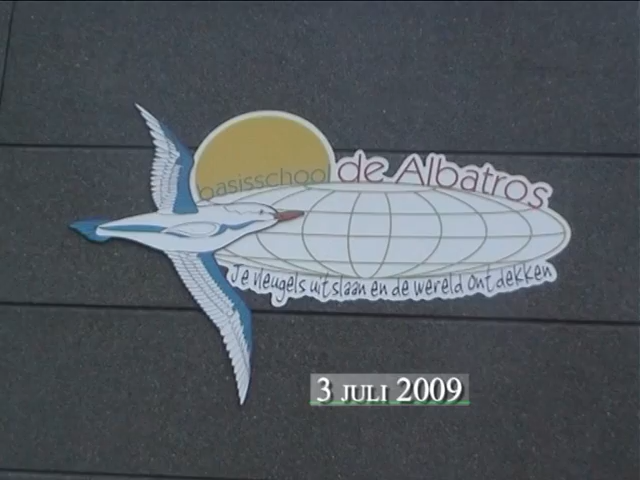 basisschool de Albatros
Je vleugels uitslaan en de wereld ontdekken
3 JULI 2009